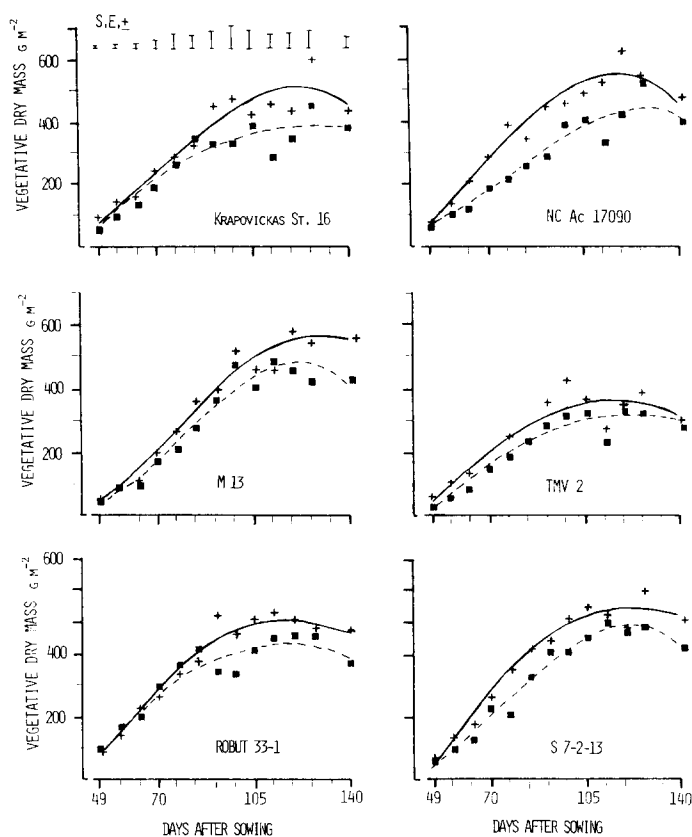 S.E.±
VEGETATIVE DRY MASS G M⁻²
600
400
200
KRAPOVICKAS ST. 16
NC AC 17090
VEGETATIVE DRY MASS G M⁻²
600
400
200
M 13
TMV 2
VEGETATIVE DRY MASS G M⁻²
600
400
200
ROBUT 33-1
S 7-2-13
49 70 105 140
49 70 105 140
DAYS AFTER SOWING
DAYS AFTER SOWING